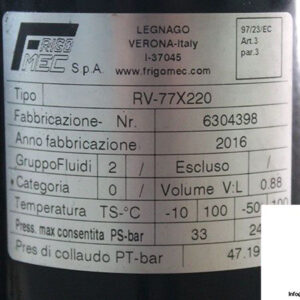 LEGNAGO
VERONA-Italy
I-37045
www.frigomec.com
FRIGO MEC S.p.A.
97/23/EC
Art.3
par.3
Tipo RV-77X220
Fabbricazione- Nr. 6304398
Anno fabbricazione 2016
GruppoFluidi 2 / Escluso /
Categoria 0 Volume V:L 0.88
Temperatura TS-°C -10 100 -50
Press. max consentita PS-bar 33
Pres di collaudo PT-bar 47.19